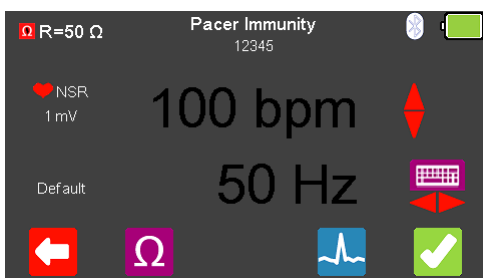 Ω R=50 Ω
Pacer Immunity
12345
NSR
1 mV
100 bpm
Default
50 Hz
Ω